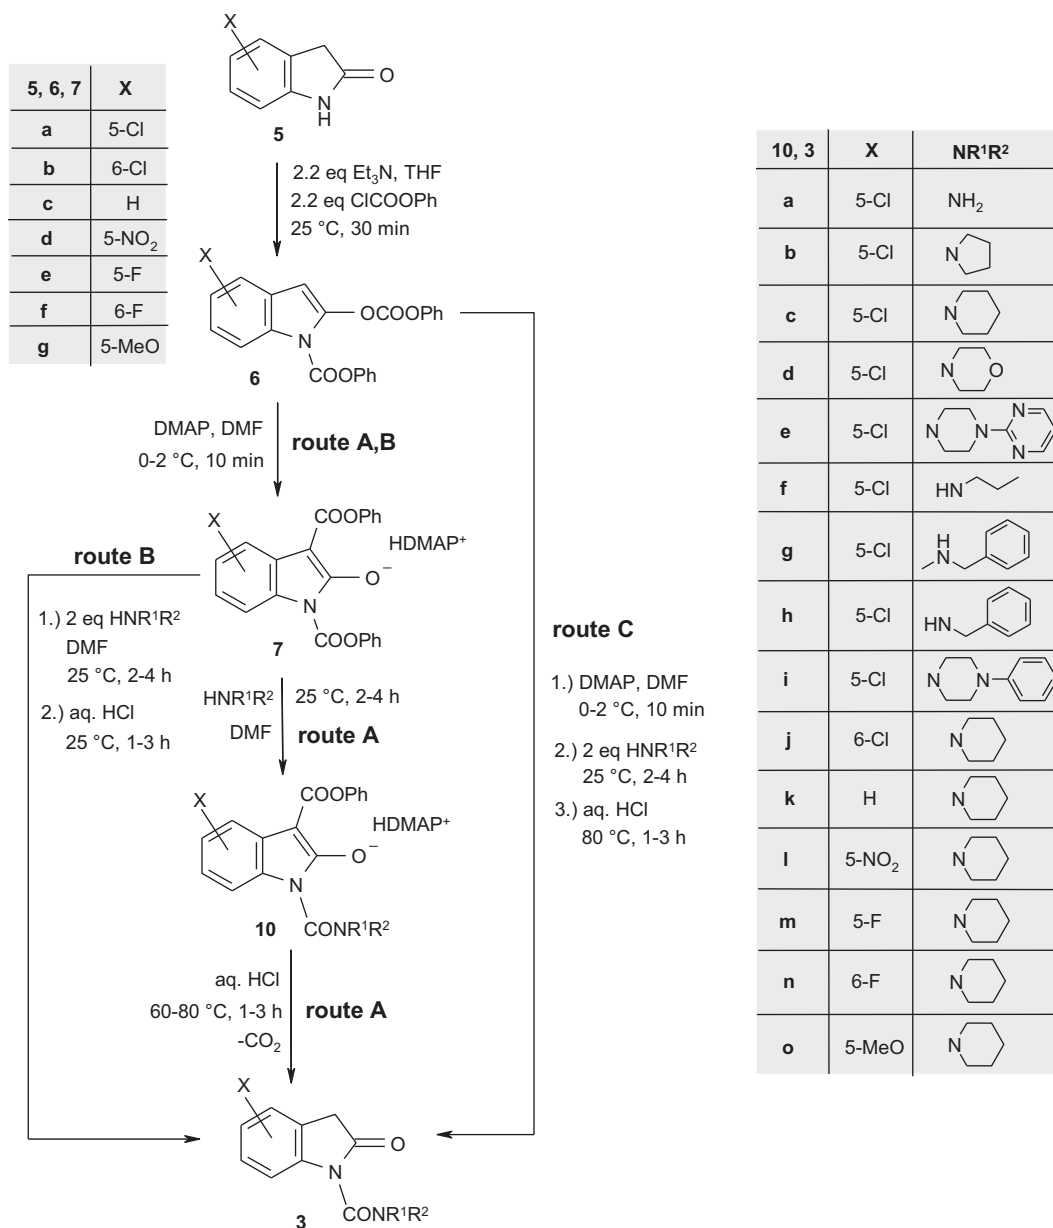 X
O
N
H
5
5, 6, 7 X
a 5-Cl
b 6-Cl
c H
d 5-NO2
e 5-F
f 6-F
g 5-MeO
2.2 eq Et3N, THF
2.2 eq ClCOOPh
25 °C, 30 min
X
OCOOPh
N
COOPh
6
DMAP, DMF
0-2 °C, 10 min
route A,B
COOPh
X
HDMAP+
O−
N
COOPh
7
route B
1.) 2 eq HNR1R2
DMF
25 °C, 2-4 h
2.) aq. HCl
25 °C, 1-3 h
HNR1R2 25 °C, 2-4 h
DMF
route A
COOPh
X
HDMAP+
O−
N
CONR1R2
10
aq. HCl
60-80 °C, 1-3 h
-CO2
route A
X
O
N
CONR1R2
3
route C
1.) DMAP, DMF
0-2 °C, 10 min
2.) 2 eq HNR1R2
25 °C, 2-4 h
3.) aq. HCl
80 °C, 1-3 h
10, 3 X NR1R2
a 5-Cl NH2
b 5-Cl N
c 5-Cl N
d 5-Cl N O
e 5-Cl N N N N
f 5-Cl HN
g 5-Cl H N
h 5-Cl HN
i 5-Cl N N
j 6-Cl N
k H N
l 5-NO2 N
m 5-F N
n 6-F N
o 5-MeO N